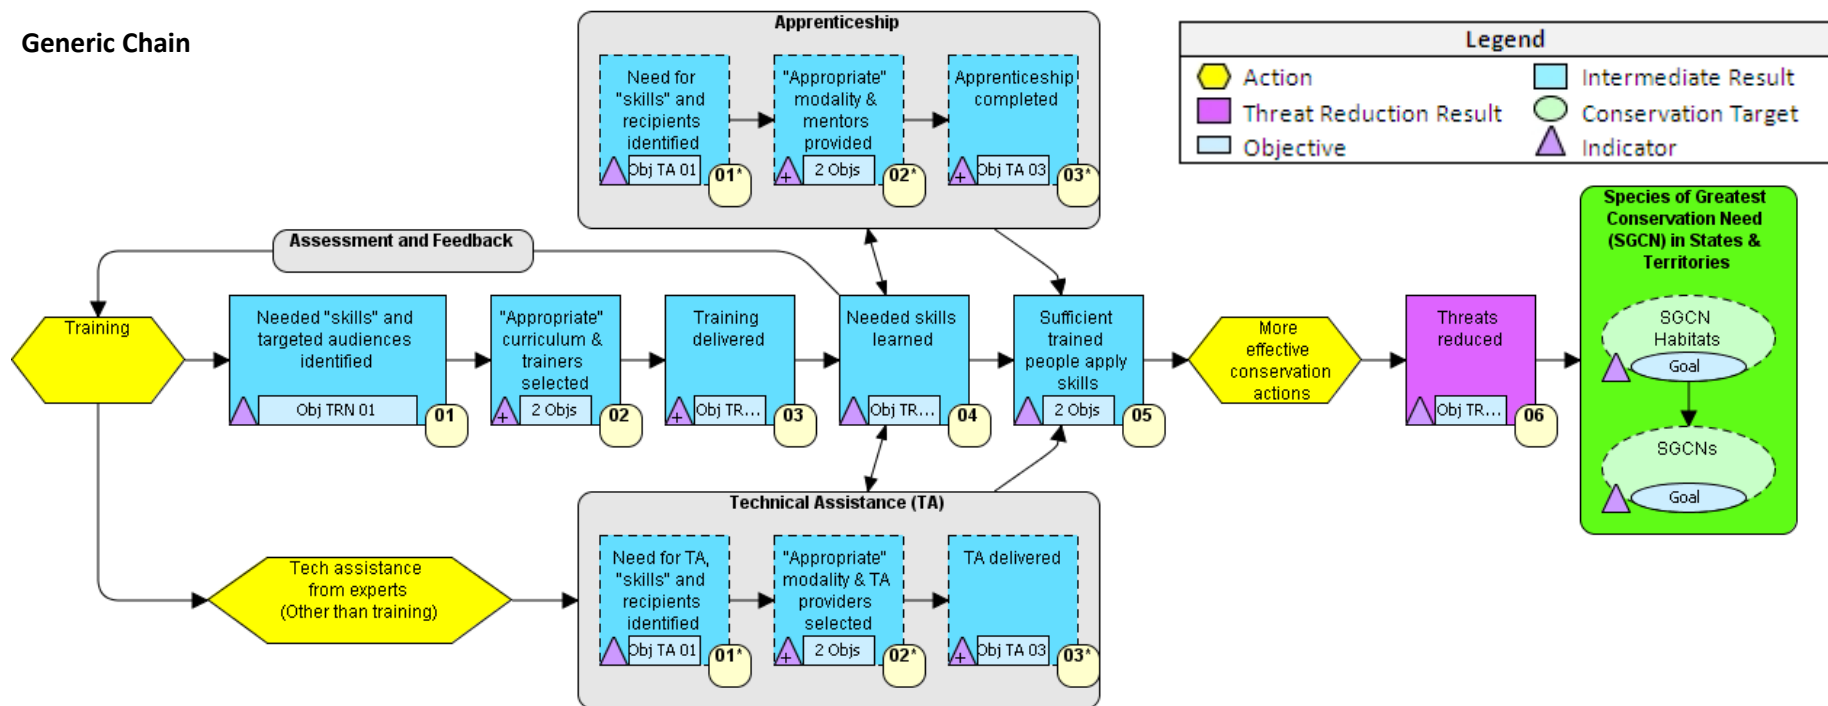 Generic Chain
Apprenticeship
Need for
"skills" and
recipients
identified
Obj TA 01
01*
"Appropriate"
modality &
mentors
provided
+
2 Objs
02*
Apprenticeship
completed
+
Obj TA 03
03*
Legend
Action
Intermediate Result
Threat Reduction Result
Conservation Target
Objective
Indicator
Assessment and Feedback
Training
Needed "skills" and
targeted audiences
identified
Obj TRN 01
01
"Appropriate"
curriculum &
trainers
selected
+
2 Objs
02
Training
delivered
+
Obj TR...
03
Needed skills
learned
Obj TR...
04
Sufficient
trained
people apply
skills
2 Objs
05
More
effective
conservation
actions
Threats
reduced
Obj TR...
06
Species of Greatest
Conservation Need
(SGCN) in States &
Territories
SGCN
Habitats
Goal
SGCNs
Goal
Tech assistance
from experts
(Other than training)
Technical Assistance (TA)
Need for TA,
"skills" and
recipients
identified
Obj TA 01
01*
"Appropriate"
modality & TA
providers
selected
+
2 Objs
02*
TA delivered
+
Obj TA 03
03*